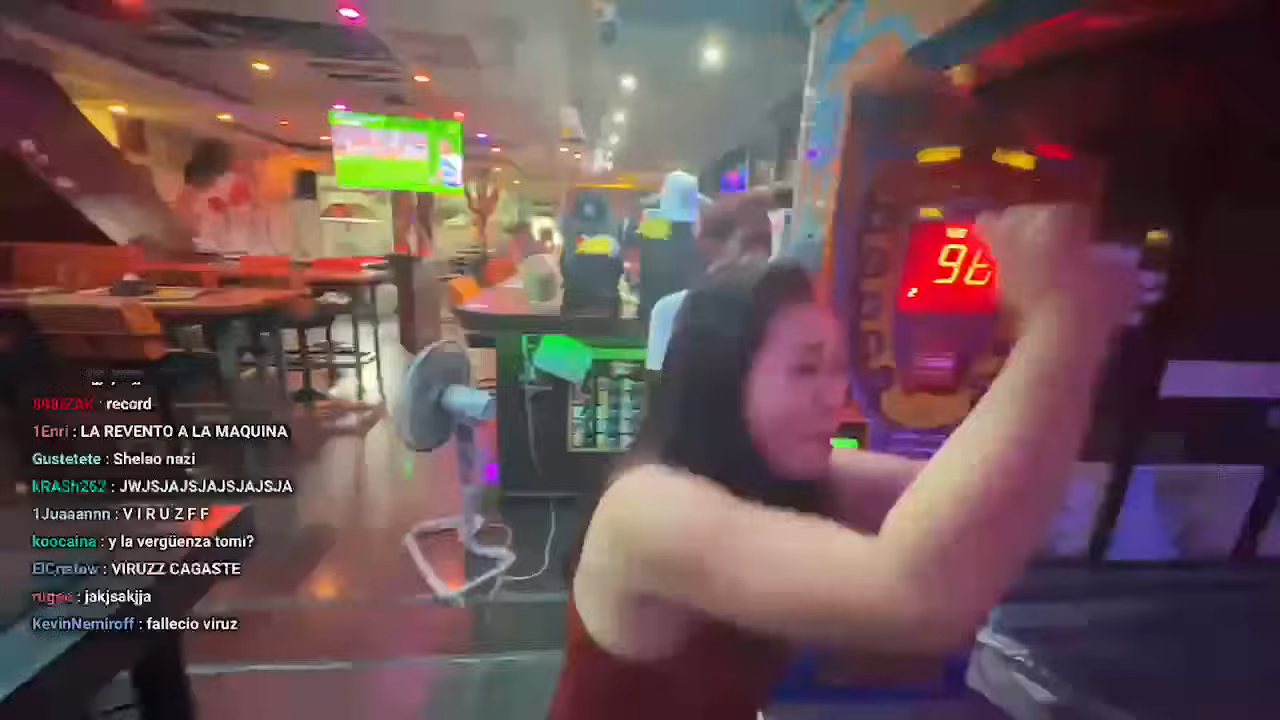 96
848IZAK : record
1Enri : LA REVENTO A LA MAQUINA
Gustetete : Shelao nazi
kRASh262 : JWJSJAJSJAJSJAJSJA
1Juaaannn : V I R U Z F F
koocaina : y la vergüenza tomi?
: VIRUZZ CAGASTE
: jakjsakjja
KevinNemiroff : fallecio viruz